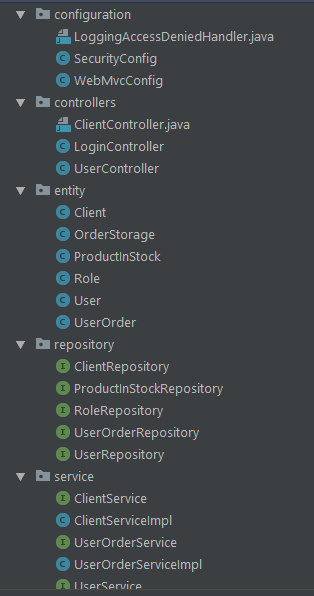 configuration
LoggingAccessDeniedHandler.java
SecurityConfig
WebMvcConfig
controllers
ClientController.java
LoginController
UserController
entity
Client
OrderStorage
ProductInStock
Role
User
UserOrder
repository
ClientRepository
ProductInStockRepository
RoleRepository
UserOrderRepository
UserRepository
service
ClientService
ClientServiceImpl
UserOrderService
UserOrderServiceImpl
UserService